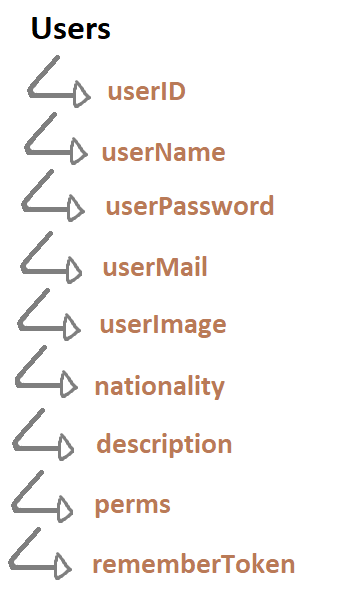 Users
userID
userName
userPassword
userMail
userImage
nationality
description
perms
rememberToken